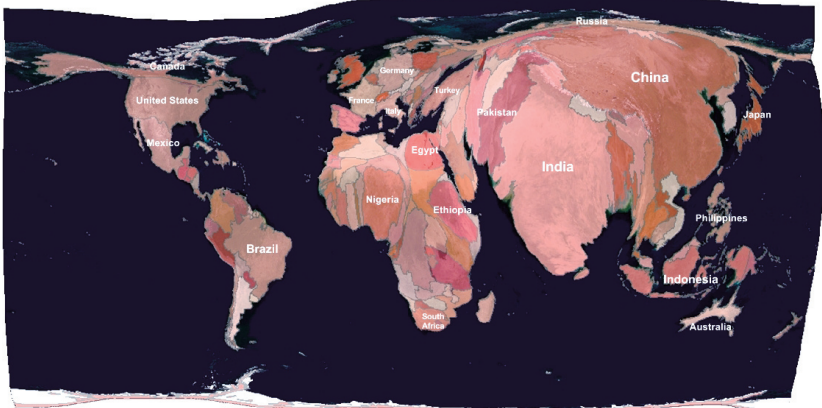 Russia
Canada
Germany
China
United States
Turkey
France
Italy
Pakistan
Japan
Mexico
Egypt
India
Nigeria
Ethiopia
Philippines
Brazil
Indonesia
South
Africa
Australia